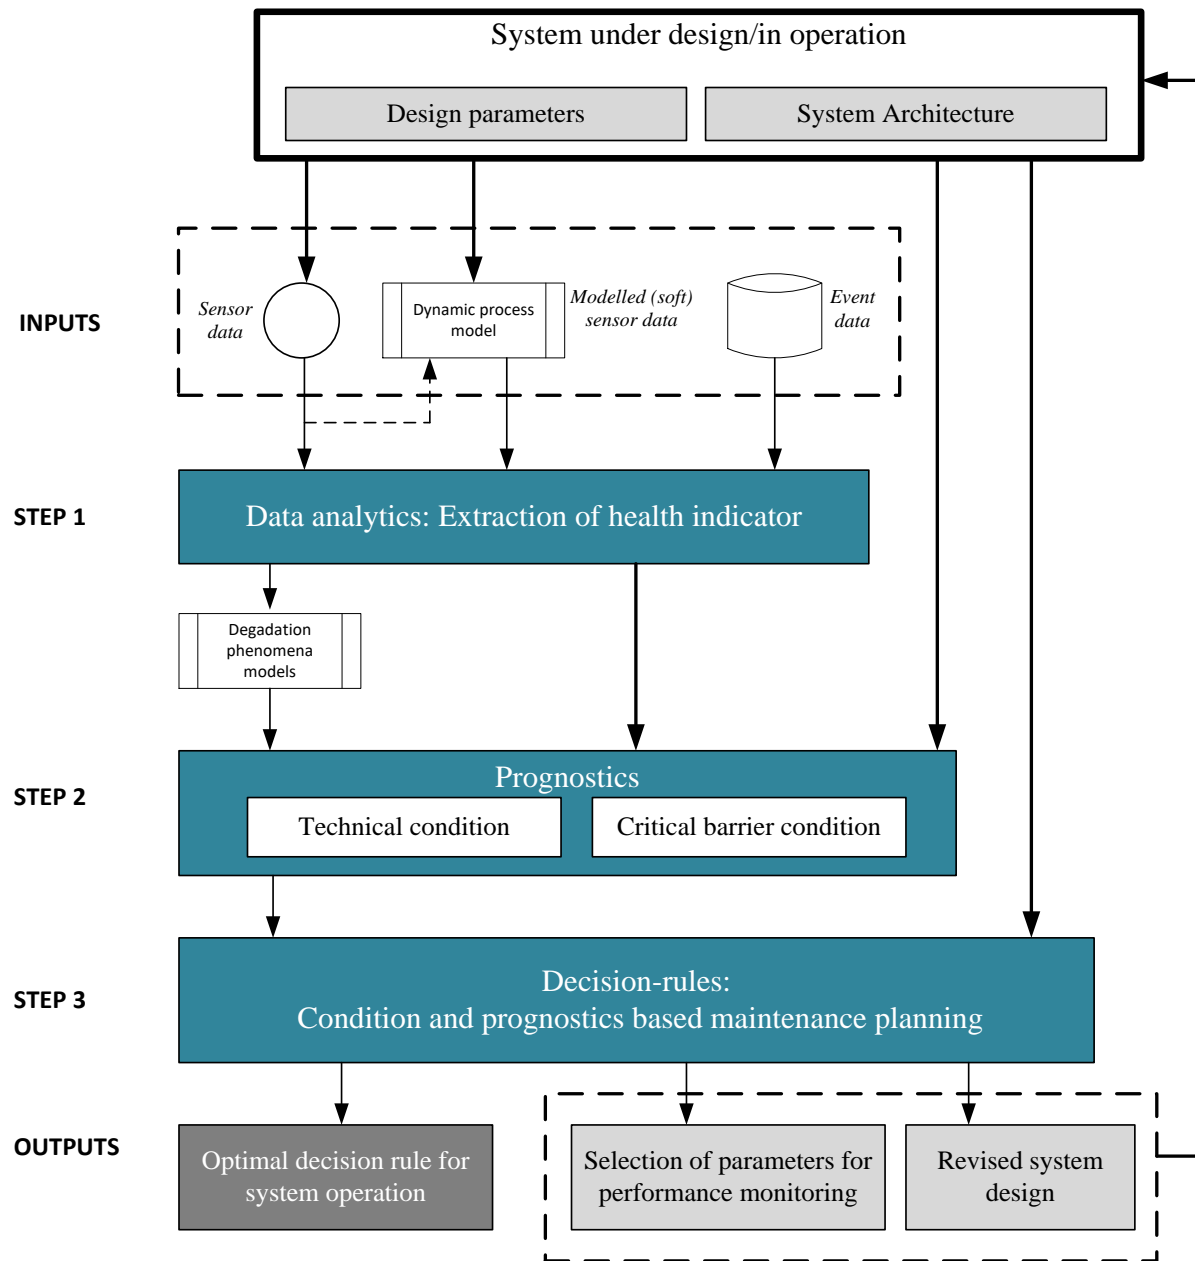 System under design/in operation
Design parameters
System Architecture
INPUTS
Sensor
data
Dynamic process
model
Modelled (soft)
sensor data
Event
data
STEP 1
Data analytics: Extraction of health indicator
Degadation
phenomena
models
STEP 2
Prognostics
Technical condition
Critical barrier condition
STEP 3
Decision-rules:
Condition and prognostics based maintenance planning
OUTPUTS
Optimal decision rule for
system operation
Selection of parameters for
performance monitoring
Revised system
design